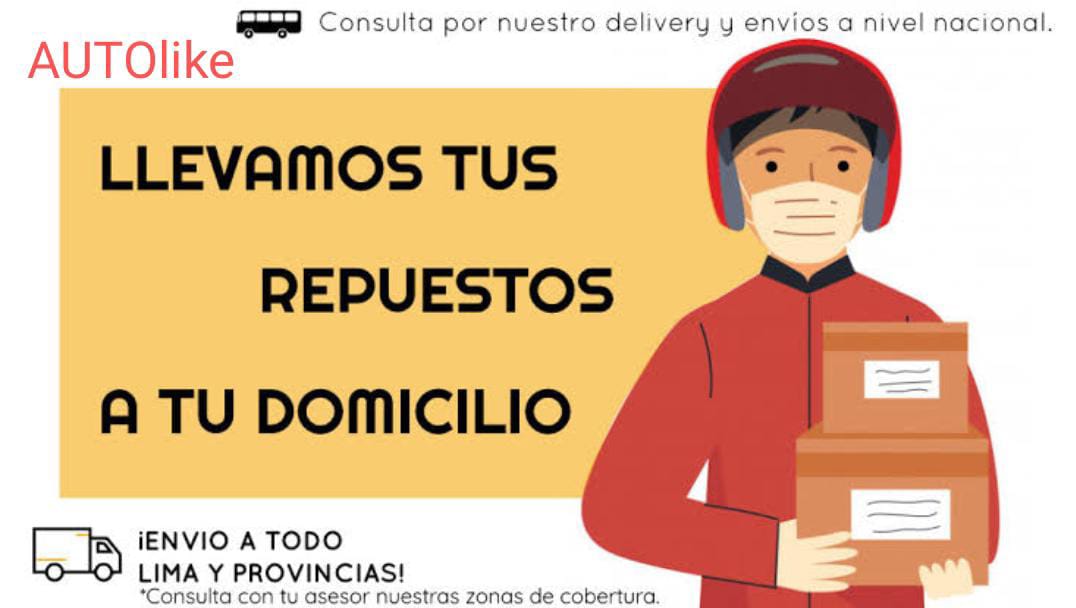 Consulta por nuestro delivery y envíos a nivel nacional.
AUTOlike
LLEVAMOS TUS
REPUESTOS
A TU DOMICILIO
¡ENVIO A TODO
LIMA Y PROVINCIAS!
*Consulta con tu asesor nuestras zonas de cobertura.